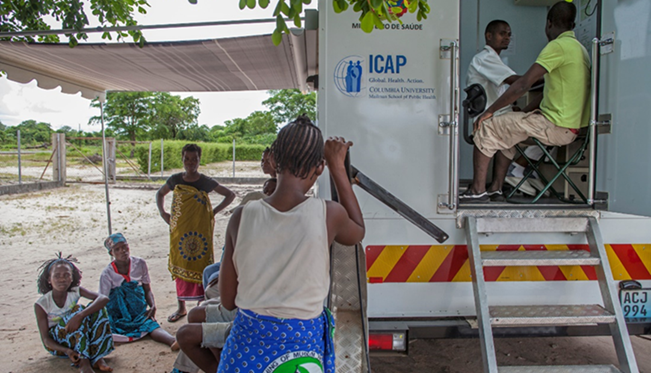 MINISTÉRIO DE SAÚDE
ICAP
Global. Health. Action.
COLUMBIA UNIVERSITY
Mailman School of Public Health
ACJ
994